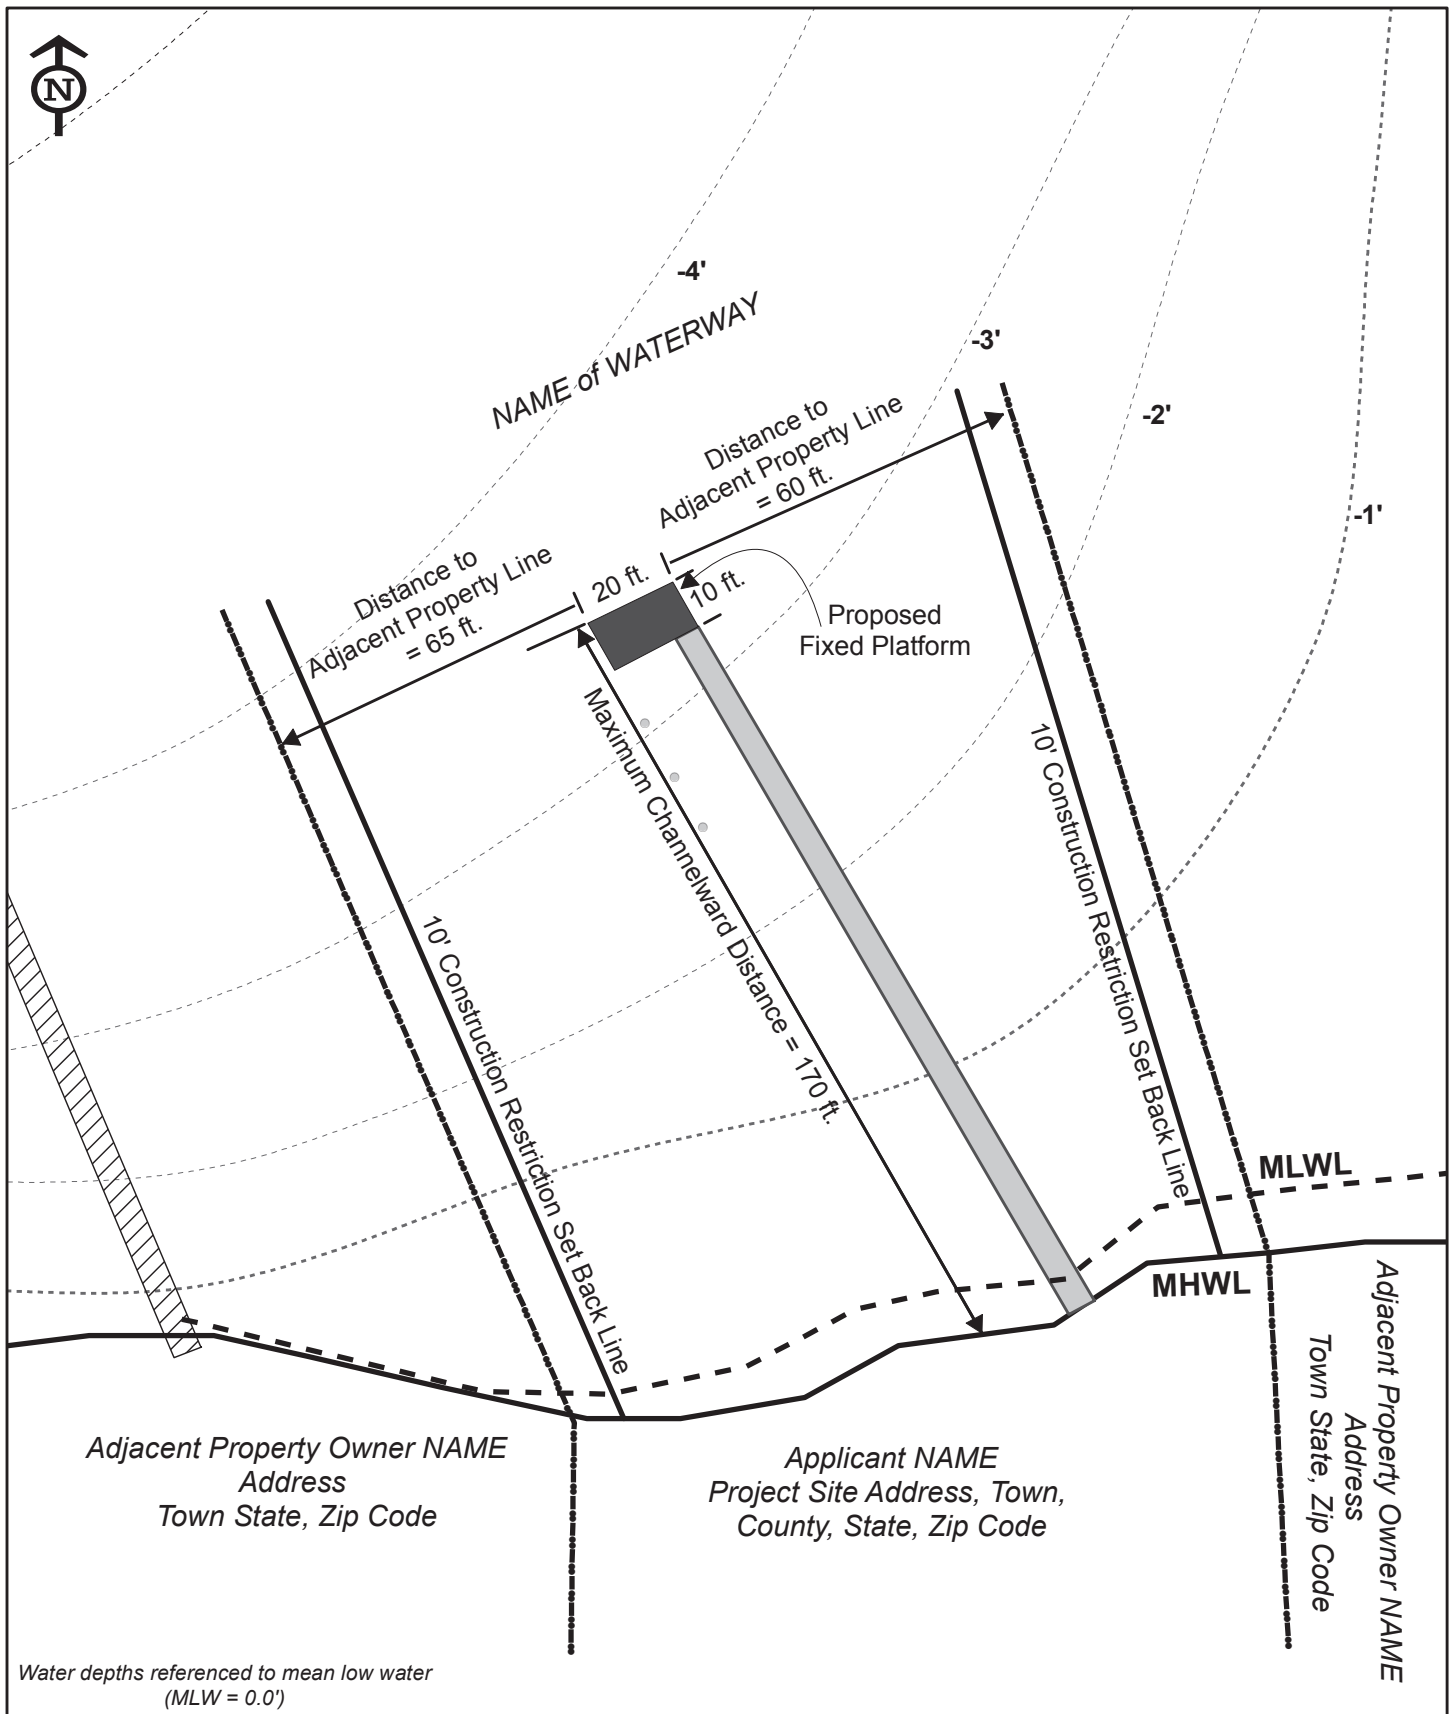 N
-4'
NAME of WATERWAY
-3'
-2'
-1'
Distance to
Adjacent Property Line
= 60 ft.
Distance to
Adjacent Property Line
= 65 ft.
20 ft.
10 ft.
Proposed
Fixed Platform
Maximum Channelward Distance = 170 ft.
10' Construction Restriction Set Back Line
10' Construction Restriction Set Back Line
MLWL
MHWL
Adjacent Property Owner NAME
Address
Town State, Zip Code
Applicant NAME
Project Site Address, Town,
County, State, Zip Code
Adjacent Property Owner NAME
Address
Town State, Zip Code
Water depths referenced to mean low water
(MLW = 0.0')